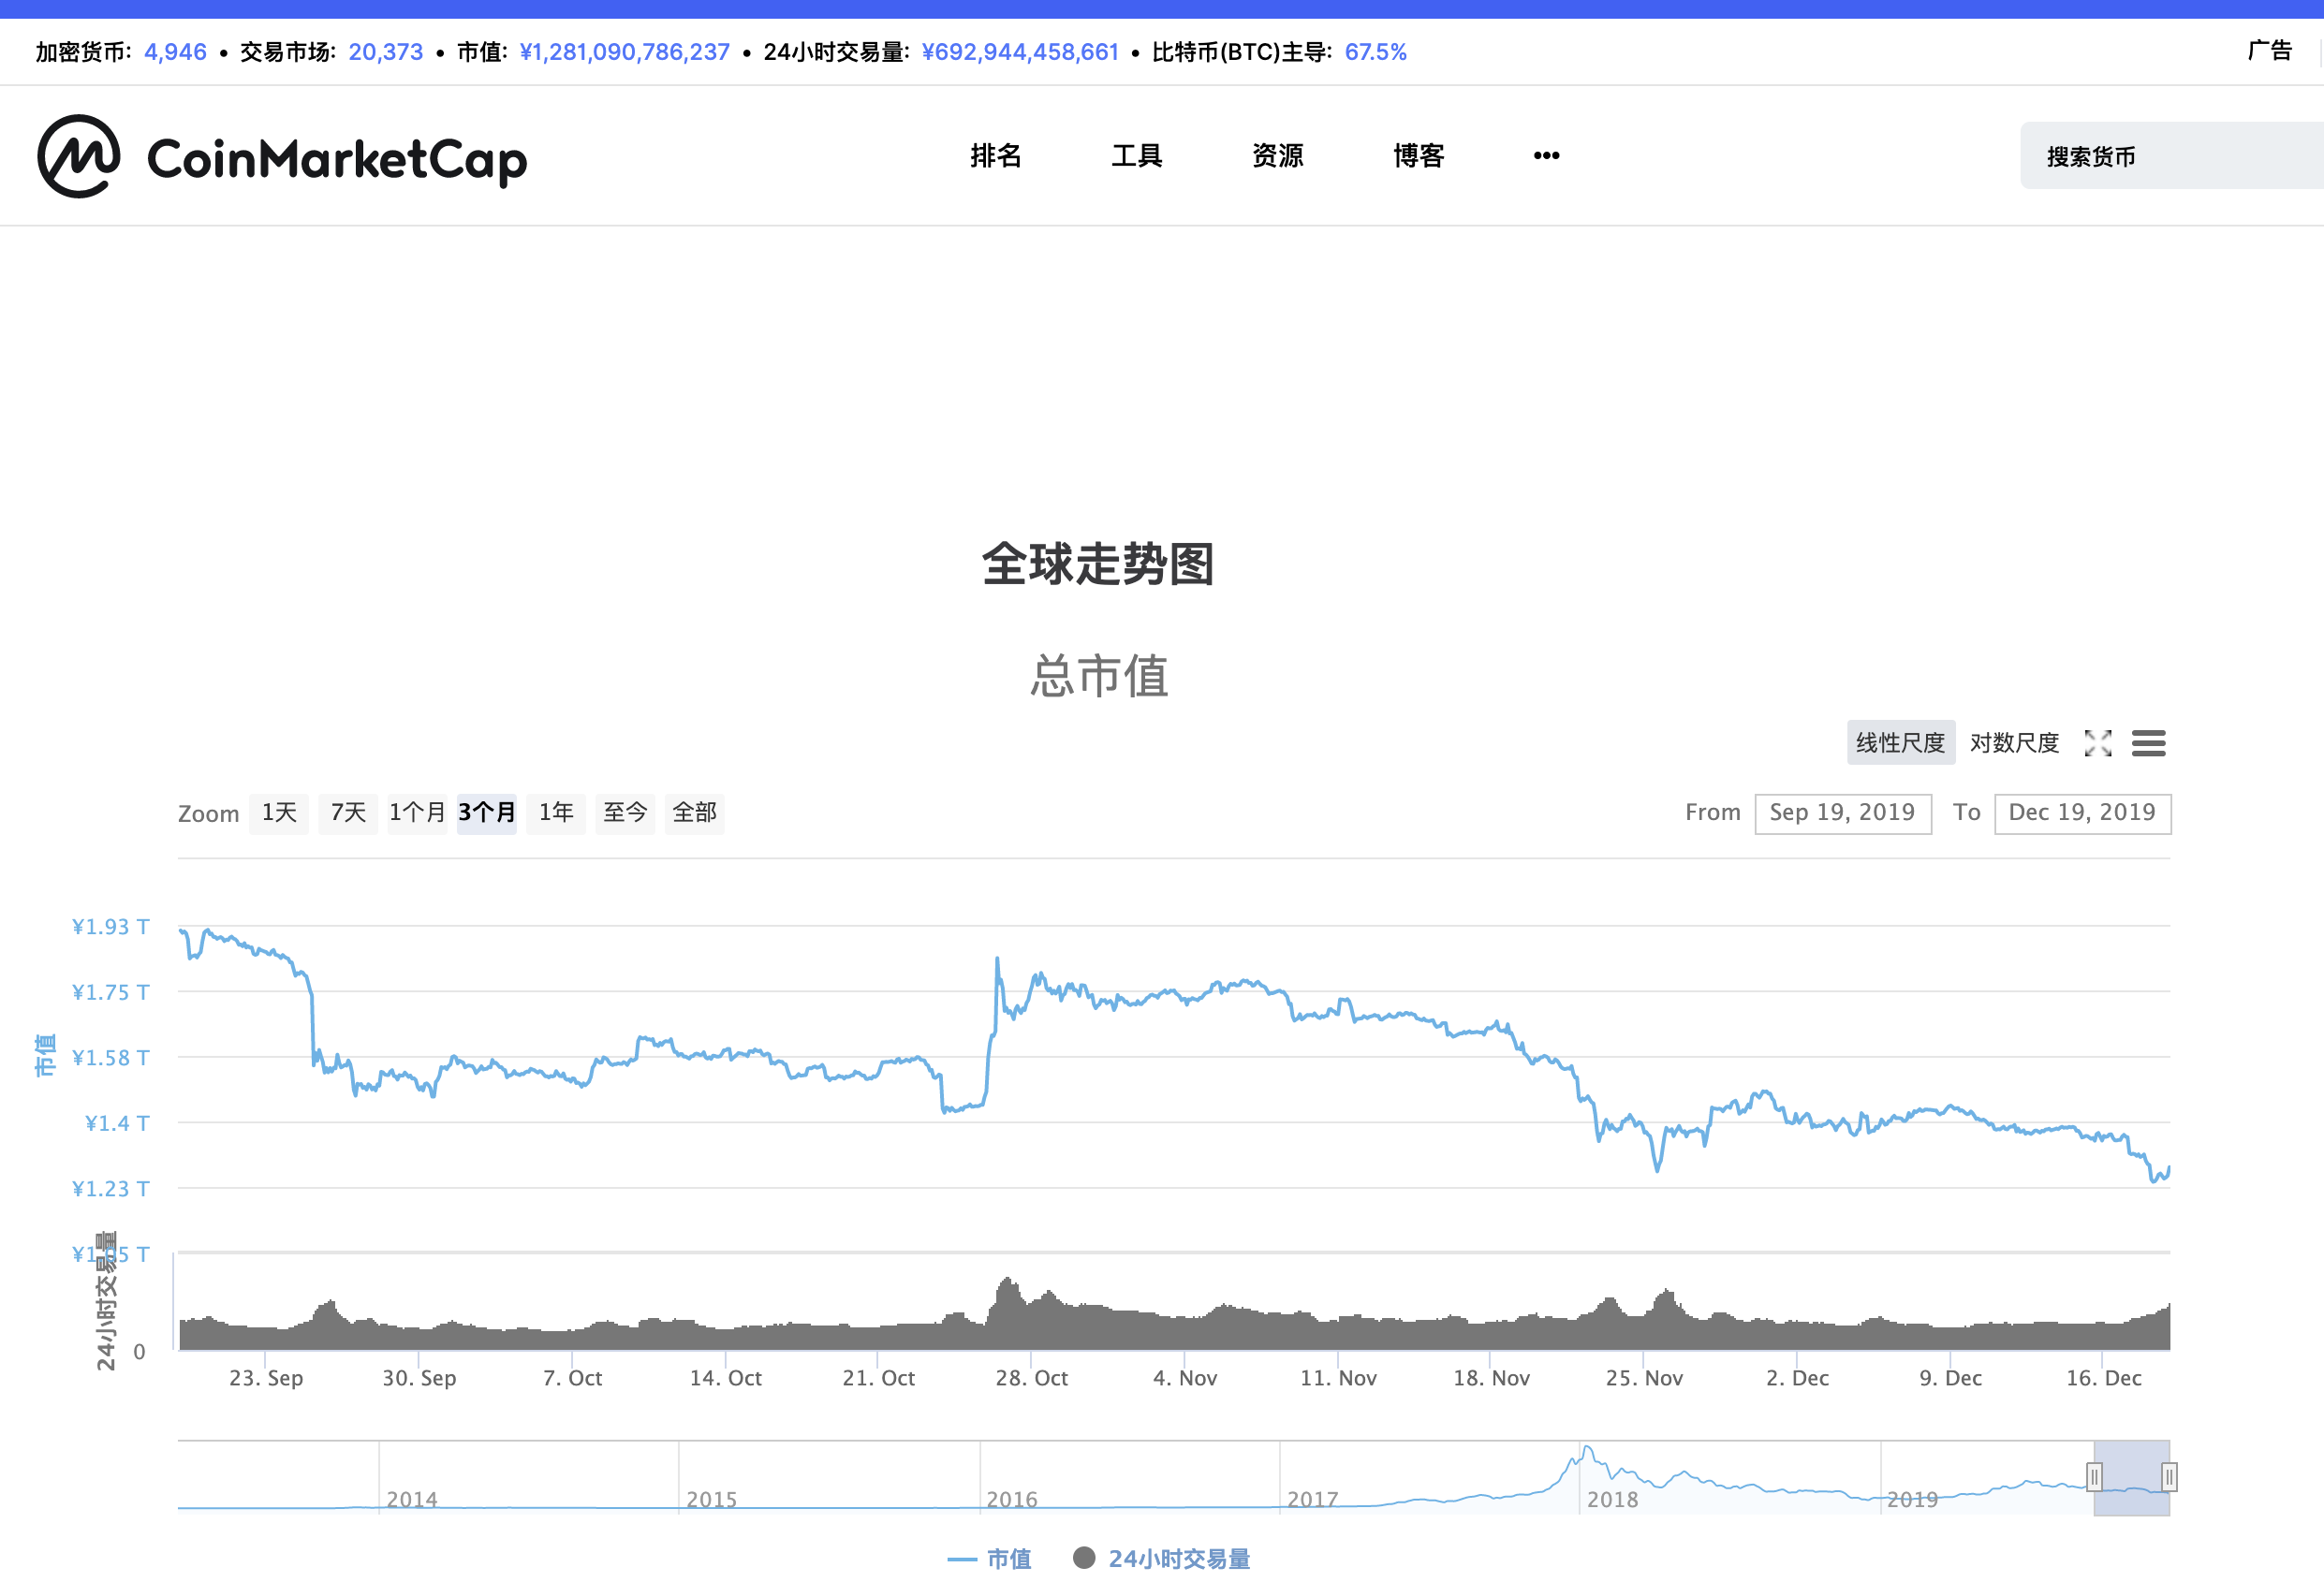 加密货币: 4,946 • 交易市场: 20,373 • 市值: ¥1,281,090,786,237 • 24小时交易量: ¥692,944,458,661 • 比特币(BTC)主导: 67.5% 广告
CoinMarketCap 排名 工具 资源 博客 ••• 搜索货币
全球走势图
总市值
线性尺度 对数尺度
Zoom 1天 7天 1个月 3个月 1年 至今 全部 From Sep 19, 2019 To Dec 19, 2019
¥1.93 T
¥1.75 T
¥1.58 T
¥1.4 T
¥1.23 T
¥1.05 T
市值
24小时交易量
0
23. Sep 30. Sep 7. Oct 14. Oct 21. Oct 28. Oct 4. Nov 11. Nov 18. Nov 25. Nov 2. Dec 9. Dec 16. Dec
2014 2015 2016 2017 2018 2019
市值 24小时交易量